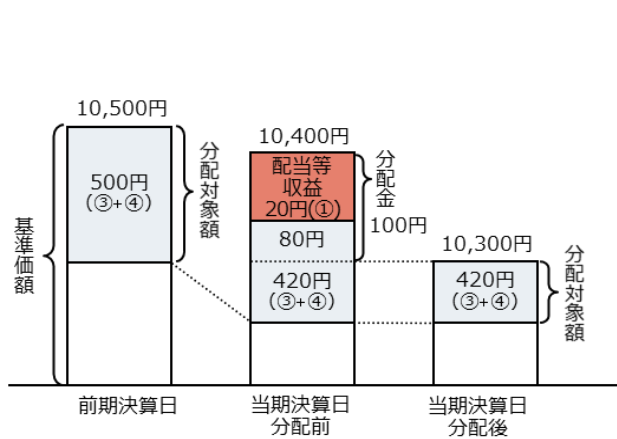 基準価額
10,500円
500円
(③+④)
分配対象額
前期決算日
10,400円
配当等
収益
20円(①)
80円
420円
(③+④)
分配金
100円
当期決算日
分配前
10,300円
420円
(③+④)
分配対象額
当期決算日
分配後